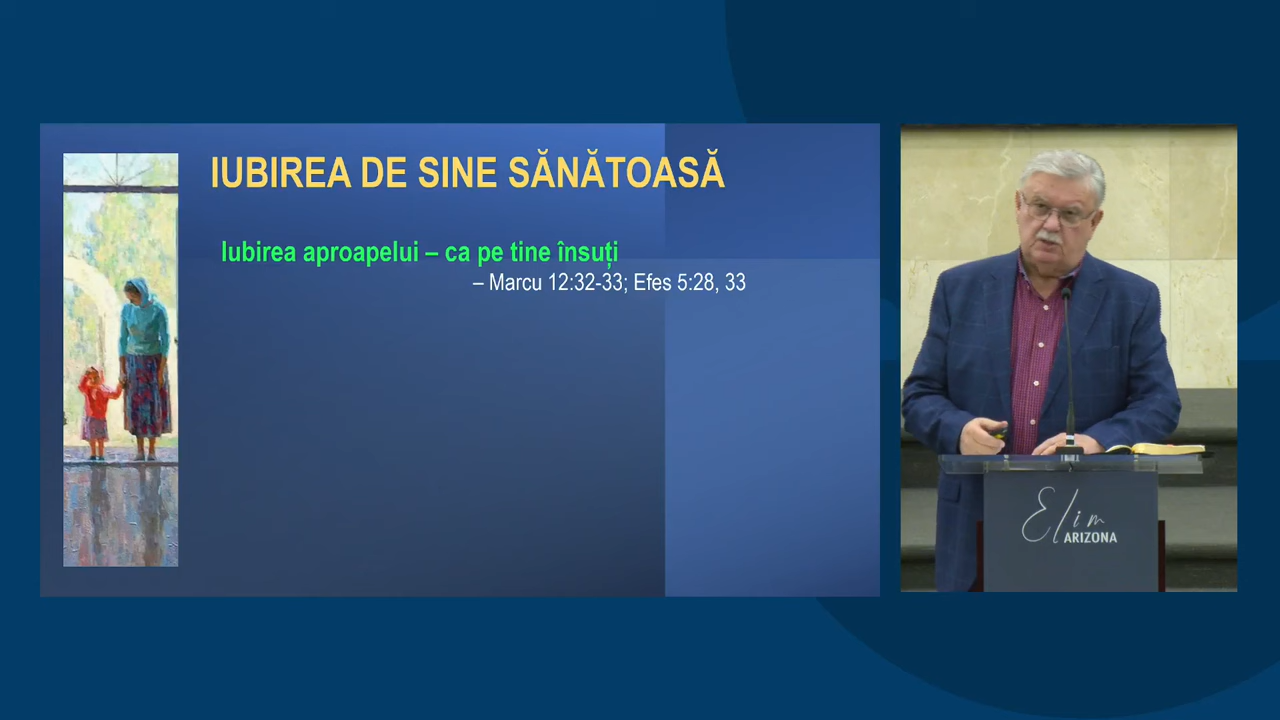 IUBIREA DE SINE SĂNĂTOASĂ
Iubirea aproapelui – ca pe tine însuți
– Marcu 12:32-33; Efes 5:28, 33
Elim
ARIZONA